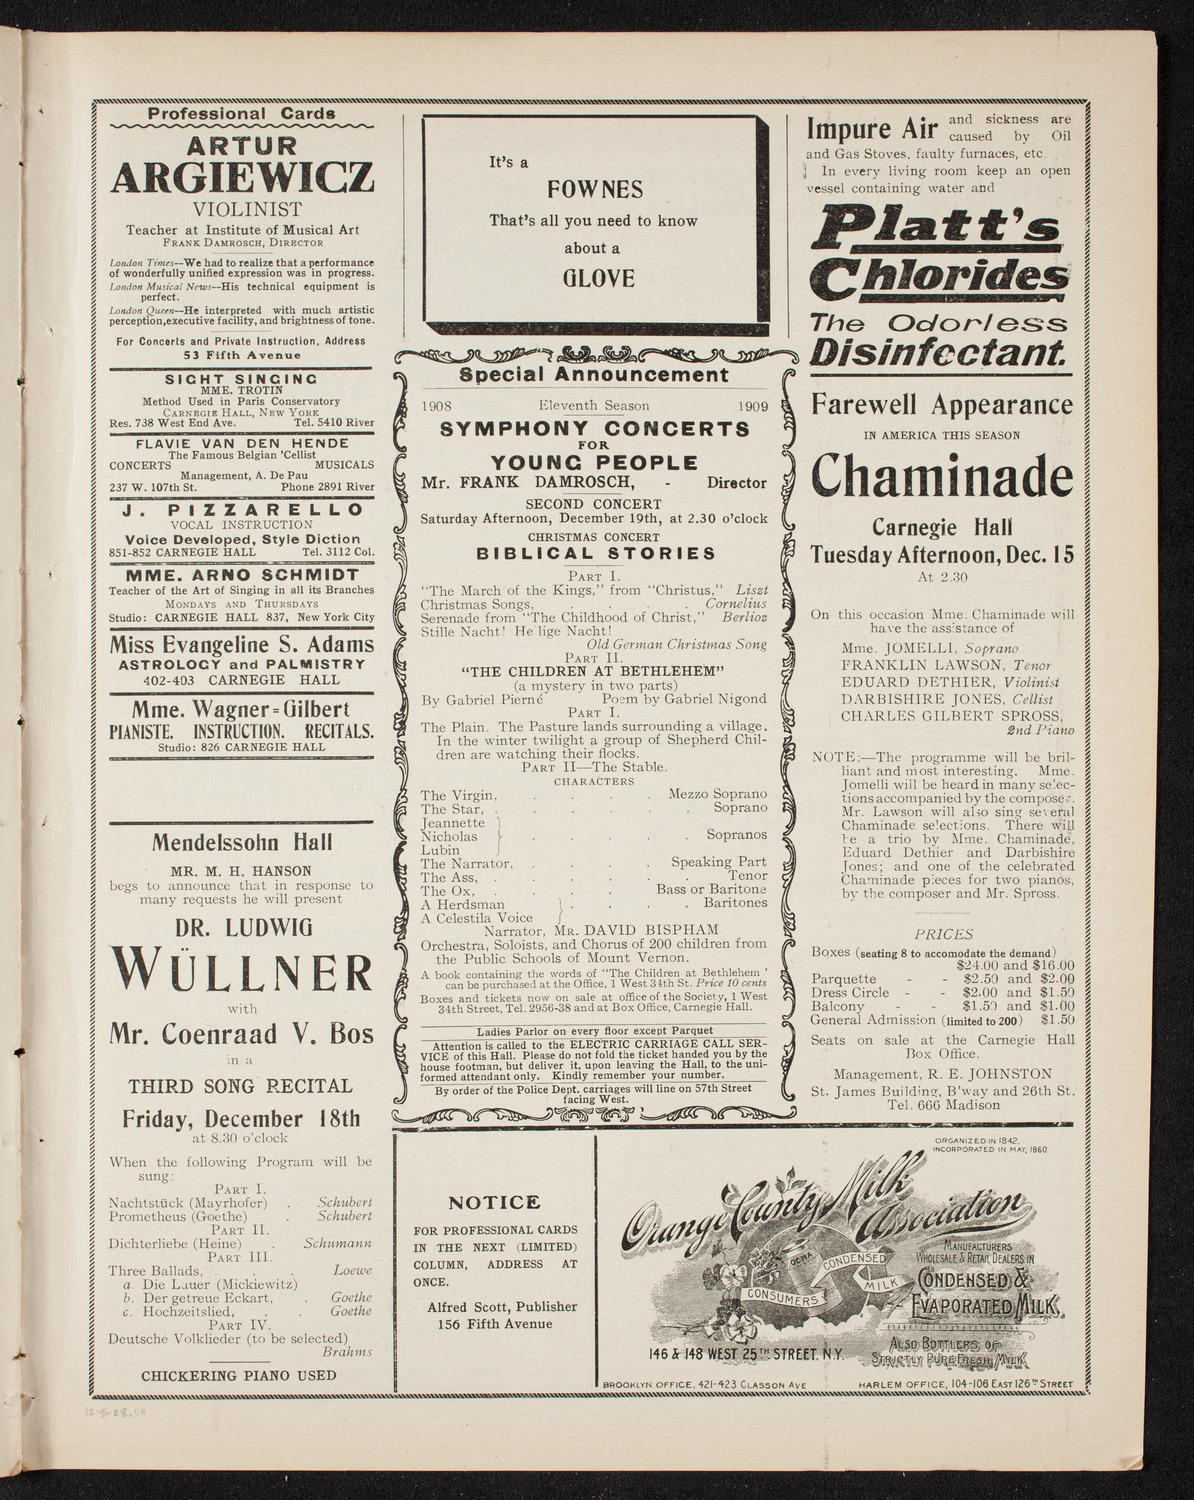 Professional Cards
ARTUR
ARGIEWICZ
VIOLINIST
Teacher at Institute of Musical Art
FRANK DAMROSCH, DIRECTOR
London Times--We had to realize that a performance
of wonderfully unified expression was in progress.
London Musical News--His technical equipment is
perfect.
London Queen--He interpreted with much artistic
perception,executive facility, and brightness of tone.
For Concerts and Private Instruction, Address
53 Fifth Avenue
SIGHT SINGING
MME. TROTIN
Method Used in Paris Conservatory
CARNEGIE HALL, NEW YORK
Res. 738 West End Ave. Tel. 5410 River
FLAVIE VAN DEN HENDE
The Famous Belgian 'Cellist
CONCERTS MUSICALS
Management, A. De Pau
237 W. 107th St. Phone 2891 River
J. PIZZARELLO
VOCAL INSTRUCTION
Voice Developed, Style Diction
851-852 CARNEGIE HALL Tel. 3112 Col.
MME. ARNO SCHMIDT
Teacher of the Art of Singing in all its Branches
MONDAYS AND THURSDAYS
Studio: CARNEGIE HALL 837, New York City
Miss Evangeline S. Adams
ASTROLOGY and PALMISTRY
402-403 CARNEGIE HALL
Mme. Wagner=Gilbert
PIANISTE. INSTRUCTION. RECITALS.
Studio: 826 CARNEGIE HALL
Mendelssohn Hall
MR. M. H. HANSON
begs to announce that in response to
many requests he will present
DR. LUDWIG
WÜLLNER
with
Mr. Coenraad V. Bos
in a
THIRD SONG RECITAL
Friday, December 18th
at 8.30 o'clock
When the following Program will be
sung:
PART I.
Nachtstück (Mayrhofer) . Schubert
Prometheus (Goethe) . Schubert
PART II.
Dichterliebe (Heine) . Schumann
PART III.
Three Ballads, . . Loewe
a. Die Lauer (Mickiewitz)
b. Der getreue Eckart, . Goethe
c. Hochzeitslied, . . Goethe
PART IV.
Deutsche Volklieder (to be selected)
Brahms
CHICKERING PIANO USED
It's a
FOWNES
That's all you need to know
about a
GLOVE
Special Announcement
1908 Eleventh Season 1909
SYMPHONY CONCERTS
FOR
YOUNG PEOPLE
Mr. FRANK DAMROSCH, - Director
SECOND CONCERT
Saturday Afternoon, December 19th, at 2.30 o'clock
CHRISTMAS CONCERT
BIBLICAL STORIES
PART I.
"The March of the Kings," from "Christus," Liszt
Christmas Songs, . . . . Cornelius
Serenade from "The Childhood of Christ," Berlioz
Stille Nacht! He lige Nacht!
Old German Christmas Song
PART II.
"THE CHILDREN AT BETHLEHEM"
(a mystery in two parts)
By Gabriel Pierné Poem by Gabriel Nigond
PART I.
The Plain. The Pasture lands surrounding a village.
In the winter twilight a group of Shepherd Chil-
dren are watching their flocks.
PART II—The Stable.
CHARACTERS
The Virgin, . . . . Mezzo Soprano
The Star, . . . . . Soprano
Jeannette
Nicholas . . . . Sopranos
Lubin
The Narrator, . . . . Speaking Part
The Ass, . . . . . Tenor
The Ox, . . . . Bass or Baritone
A Herdsman . . . Baritones
A Celestila Voice
Narrator, MR. DAVID BISPHAM
Orchestra, Soloists, and Chorus of 200 children from
the Public Schools of Mount Vernon.
A book containing the words of "The Children at Bethlehem '
can be purchased at the Office, 1 West 34th St. Price 10 cents
Boxes and tickets now on sale at office of the Society, 1 West
34th Street, Tel. 2956-38 and at Box Office, Carnegie Hall.
Ladies Parlor on every floor except Parquet
Attention is called to the ELECTRIC CARRIAGE CALL SER-
VICE of this Hall. Please do not fold the ticket handed you by the
house footman, but deliver it, upon leaving the Hall, to the uni-
formed attendant only. Kindly remember your number.
By order of the Police Dept. carriages will line on 57th Street
facing West.
Impure Air and sickness are
caused by Oil
and Gas Stoves, faulty furnaces, etc.
In every living room keep an open
vessel containing water and
Platt's
Chlorides
The Odorless
Disinfectant.
Farewell Appearance
IN AMERICA THIS SEASON
Chaminade
Carnegie Hall
Tuesday Afternoon, Dec. 15
At 2.30
On this occasion Mme. Chaminade will
have the assistance of
Mme. JOMELLI, Soprano
FRANKLIN LAWSON, Tenor
EDUARD DETHIER, Violinist
DARBISHIRE JONES, Cellist
CHARLES GILBERT SPROSS,
2nd Piano
NOTE:—The programme will be bril-
liant and most interesting. Mme.
Jomelli will be heard in many selec-
tions accompanied by the composer.
Mr. Lawson will also sing several
Chaminade selections. There will
be a trio by Mme. Chaminade,
Eduard Dethier and Darbishire
Jones; and one of the celebrated
Chaminade pieces for two pianos,
by the composer and Mr. Spross.
PRICES
Boxes (seating 8 to accomodate the demand)
$24.00 and $16.00
Parquette - - $2.50 and $2.00
Dress Circle - - $2.00 and $1.50
Balcony - - $1.50 and $1.00
General Admission (limited to 200) $1.50
Seats on sale at the Carnegie Hall
Box Office.
Management, R. E. JOHNSTON
St. James Building, B'way and 26th St.
Tel. 666 Madison
NOTICE
FOR PROFESSIONAL CARDS
IN THE NEXT (LIMITED)
COLUMN, ADDRESS AT
ONCE.
Alfred Scott, Publisher
156 Fifth Avenue
ORGANIZED IN 1842.
INCORPORATED IN MAY, 1860.
Orange County Milk
Association
MANUFACTURERS
WHOLESALE & RETAIL DEALERS IN
CONDENSED &
EVAPORATED MILK,
OCMA
CONDENSED
MILK
CONSUMERS
ALSO BOTTLERS OF
STRICTLY PURE FRESH MILK
146 & 148 WEST 25TH STREET, N.Y.
BROOKLYN OFFICE, 421-423 CLASSON AVE
HARLEM OFFICE, 104-106 EAST 126TH STREET